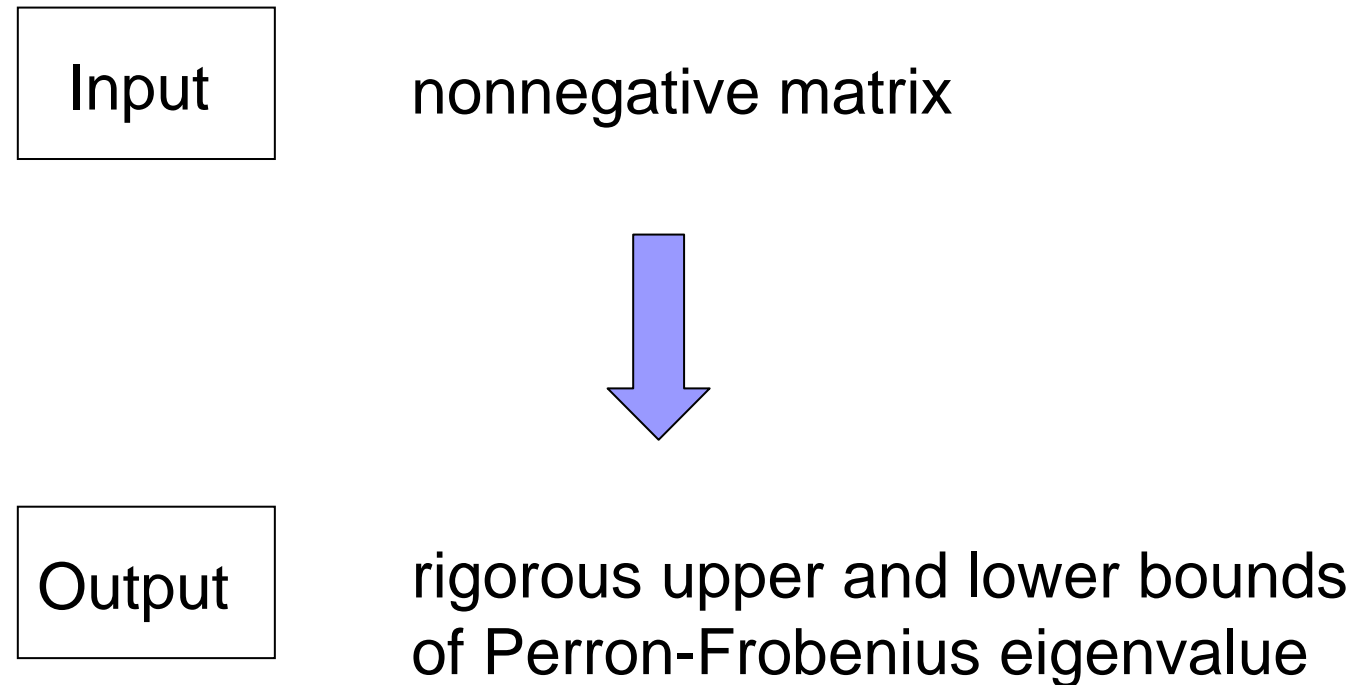 Input
nonnegative matrix
Output
rigorous upper and lower bounds
of Perron-Frobenius eigenvalue